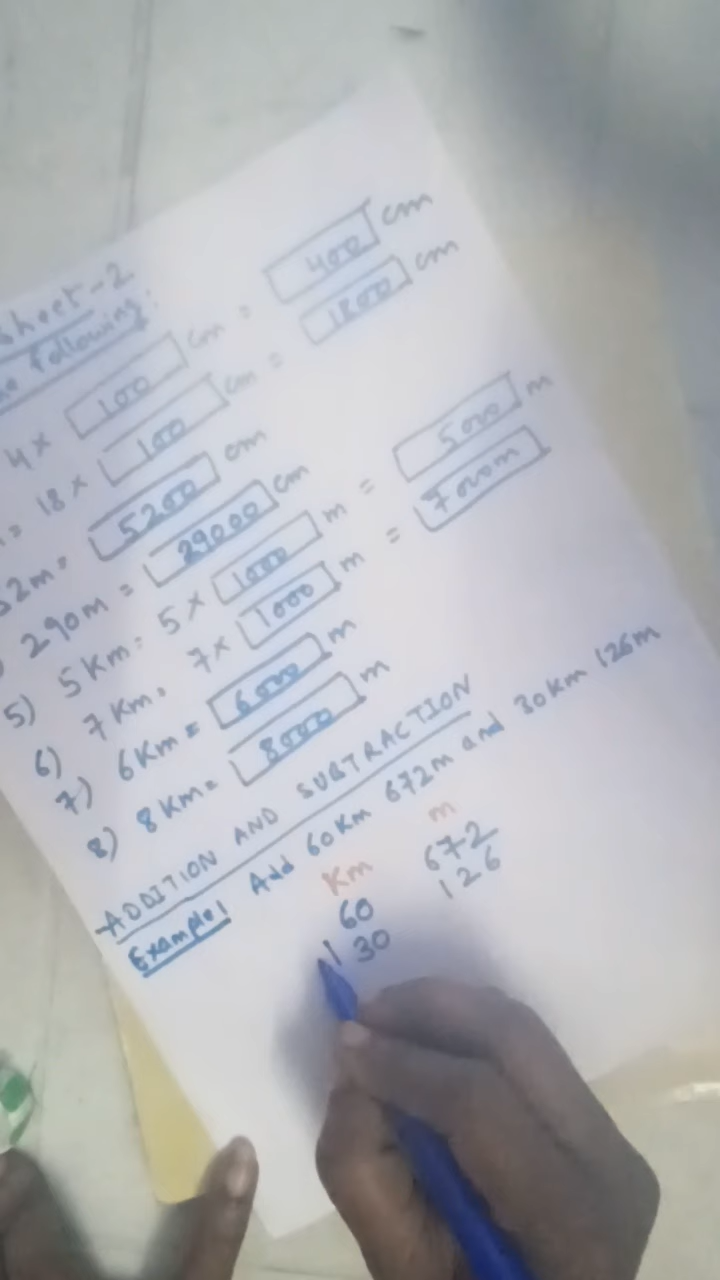 sheet-2
following:
4 × 100 cm = 400 cm
= 18 × 100 cm = 1800 cm
52m = 5200 cm
290m = 29000 cm
5) 5Km = 5 × 1000 m = 5000 m
6) 7Km = 7 × 1000 m = 7000m
7) 6Km = 6000 m
8) 8Km = 8000 m
ADDITION AND SUBTRACTION
Example1 Add 60Km 672m and 30Km 126m
Km m
60 672
30 126